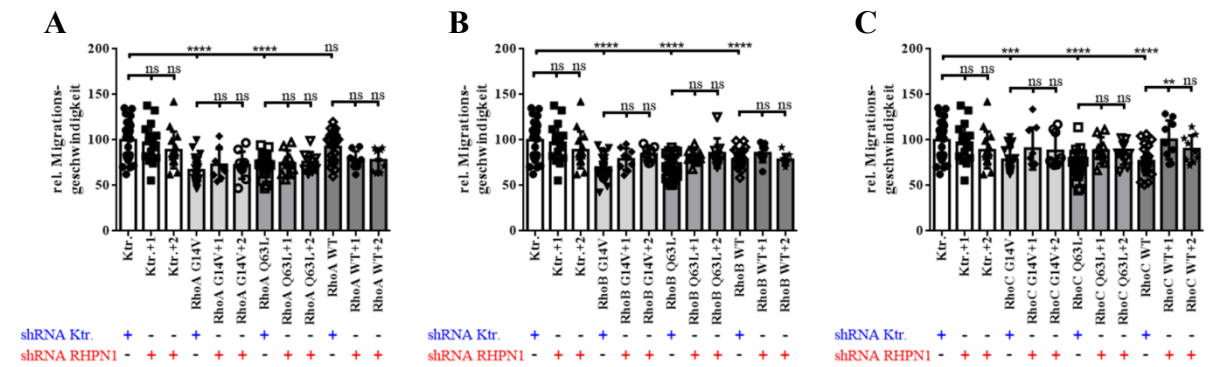 A
B
C
rel. Migrations-
geschwindigkeit
200
150
100
50
0
**** **** ns
ns ns
ns ns
ns ns
ns ns
Ktr.
Ktr.+1
Ktr.+2
RhoA G14V
RhoA G14V+1
RhoA G14V+2
RhoA Q63L
RhoA Q63L+1
RhoA Q63L+2
RhoA WT
RhoA WT+1
RhoA WT+2
shRNA Ktr. + - - + - - + - - + - -
shRNA RHPN1 - + + - + + - + + - + +
rel. Migrations-
geschwindigkeit
200
150
100
50
0
**** **** ****
ns ns
ns ns
ns ns
ns ns
Ktr.
Ktr.+1
Ktr.+2
RhoB G14V
RhoB G14V+1
RhoB G14V+2
RhoB Q63L
RhoB Q63L+1
RhoB Q63L+2
RhoB WT
RhoB WT+1
RhoB WT+2
shRNA Ktr. + - - + - - + - - + - -
shRNA RHPN1 - + + - + + - + + - + +
rel. Migrations-
geschwindigkeit
200
150
100
50
0
*** **** ****
ns ns
ns ns
ns ns
** ns
Ktr.
Ktr.+1
Ktr.+2
RhoC G14V
RhoC G14V+1
RhoC G14V+2
RhoC Q63L
RhoC Q63L+1
RhoC Q63L+2
RhoC WT
RhoC WT+1
RhoC WT+2
shRNA Ktr. + - - + - - + - - + - -
shRNA RHPN1 - + + - + + - + + - + +